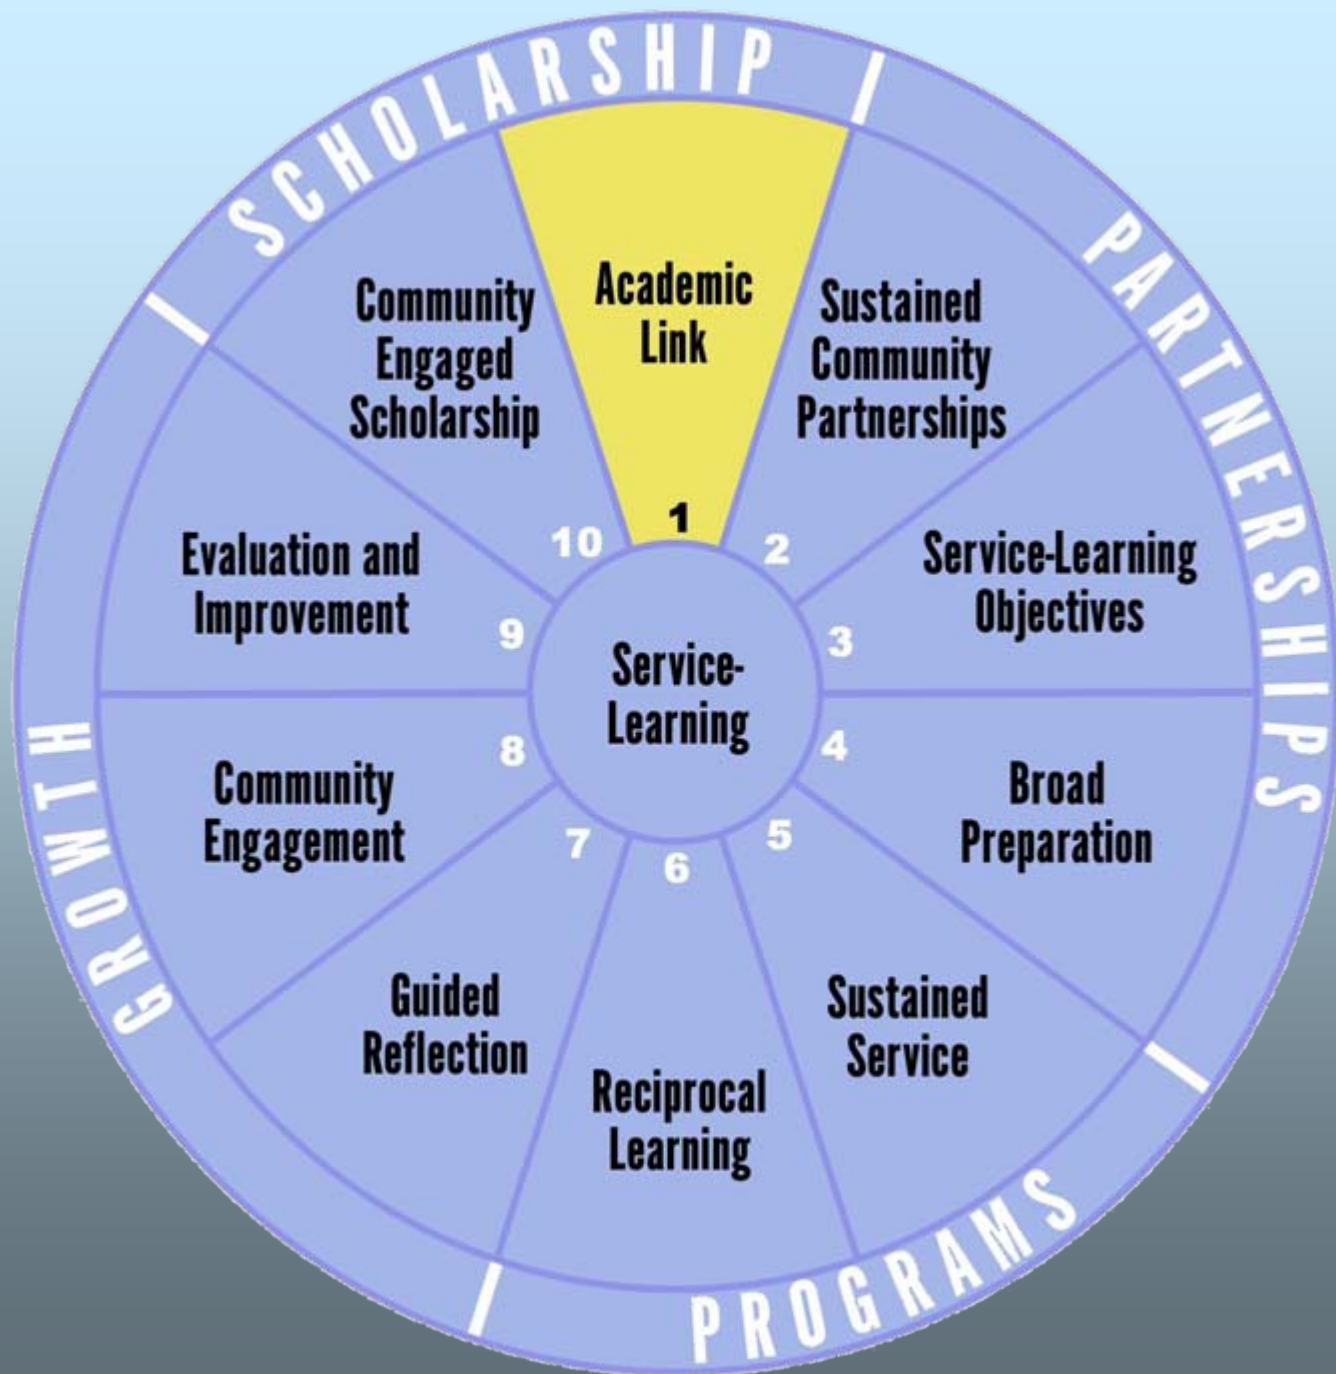 SCHOLARSHIP
PARTNERSHIPS
PROGRAMS
GROWTH
Service-
Learning
1
Academic
Link
2
Sustained
Community
Partnerships
3
Service-Learning
Objectives
4
Broad
Preparation
5
Sustained
Service
6
Reciprocal
Learning
7
Guided
Reflection
8
Community
Engagement
9
Evaluation and
Improvement
10
Community
Engaged
Scholarship